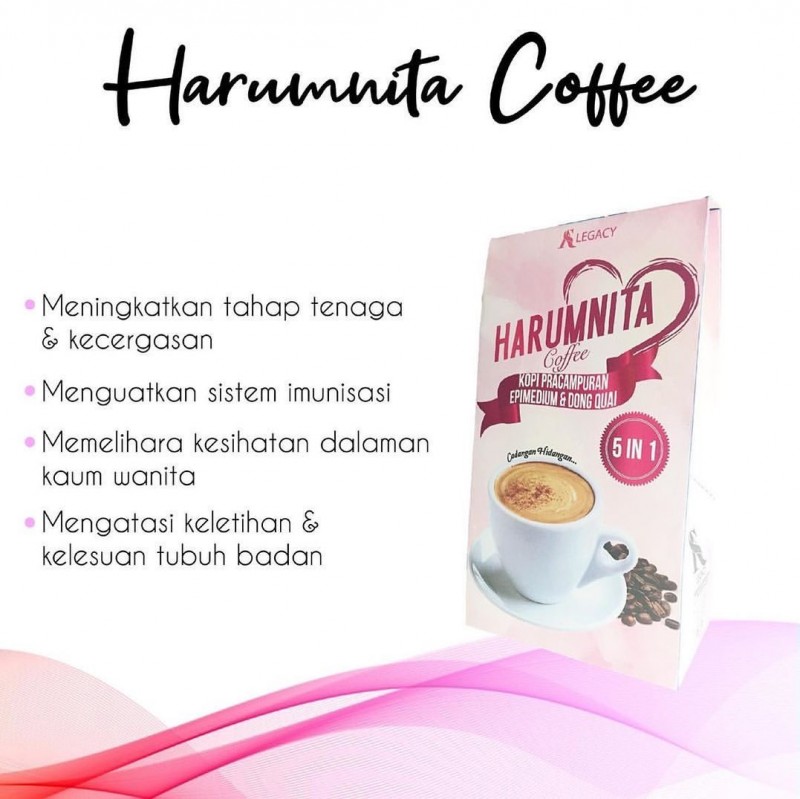 Harumnita Coffee
Meningkatkan tahap tenaga
& kecergasan
Menguatkan sistem imunisasi
Memelihara kesihatan dalaman
kaum wanita
Mengatasi keletihan &
kelesuan tubuh badan
LEGACY
HARUMNITA
Coffee
KOPI PRACAMPURAN
EPIMEDIUM & DONG QUAI
5 IN 1
Cadangan Hidangan...